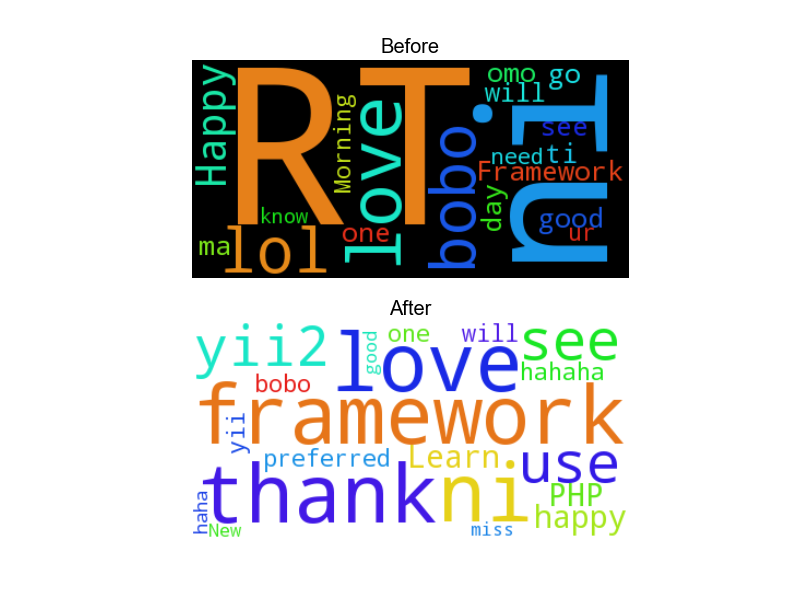 Before
Happy
RT
Morning
love
bobo
omo
go
will
ni
see
need
ti
Framework
day
good
ur
know
one
ma
lol
After
yii2
love
good
one
will
see
hahaha
bobo
framework
yii
preferred
Learn
use
thank
ni
PHP
happy
haha
New
miss